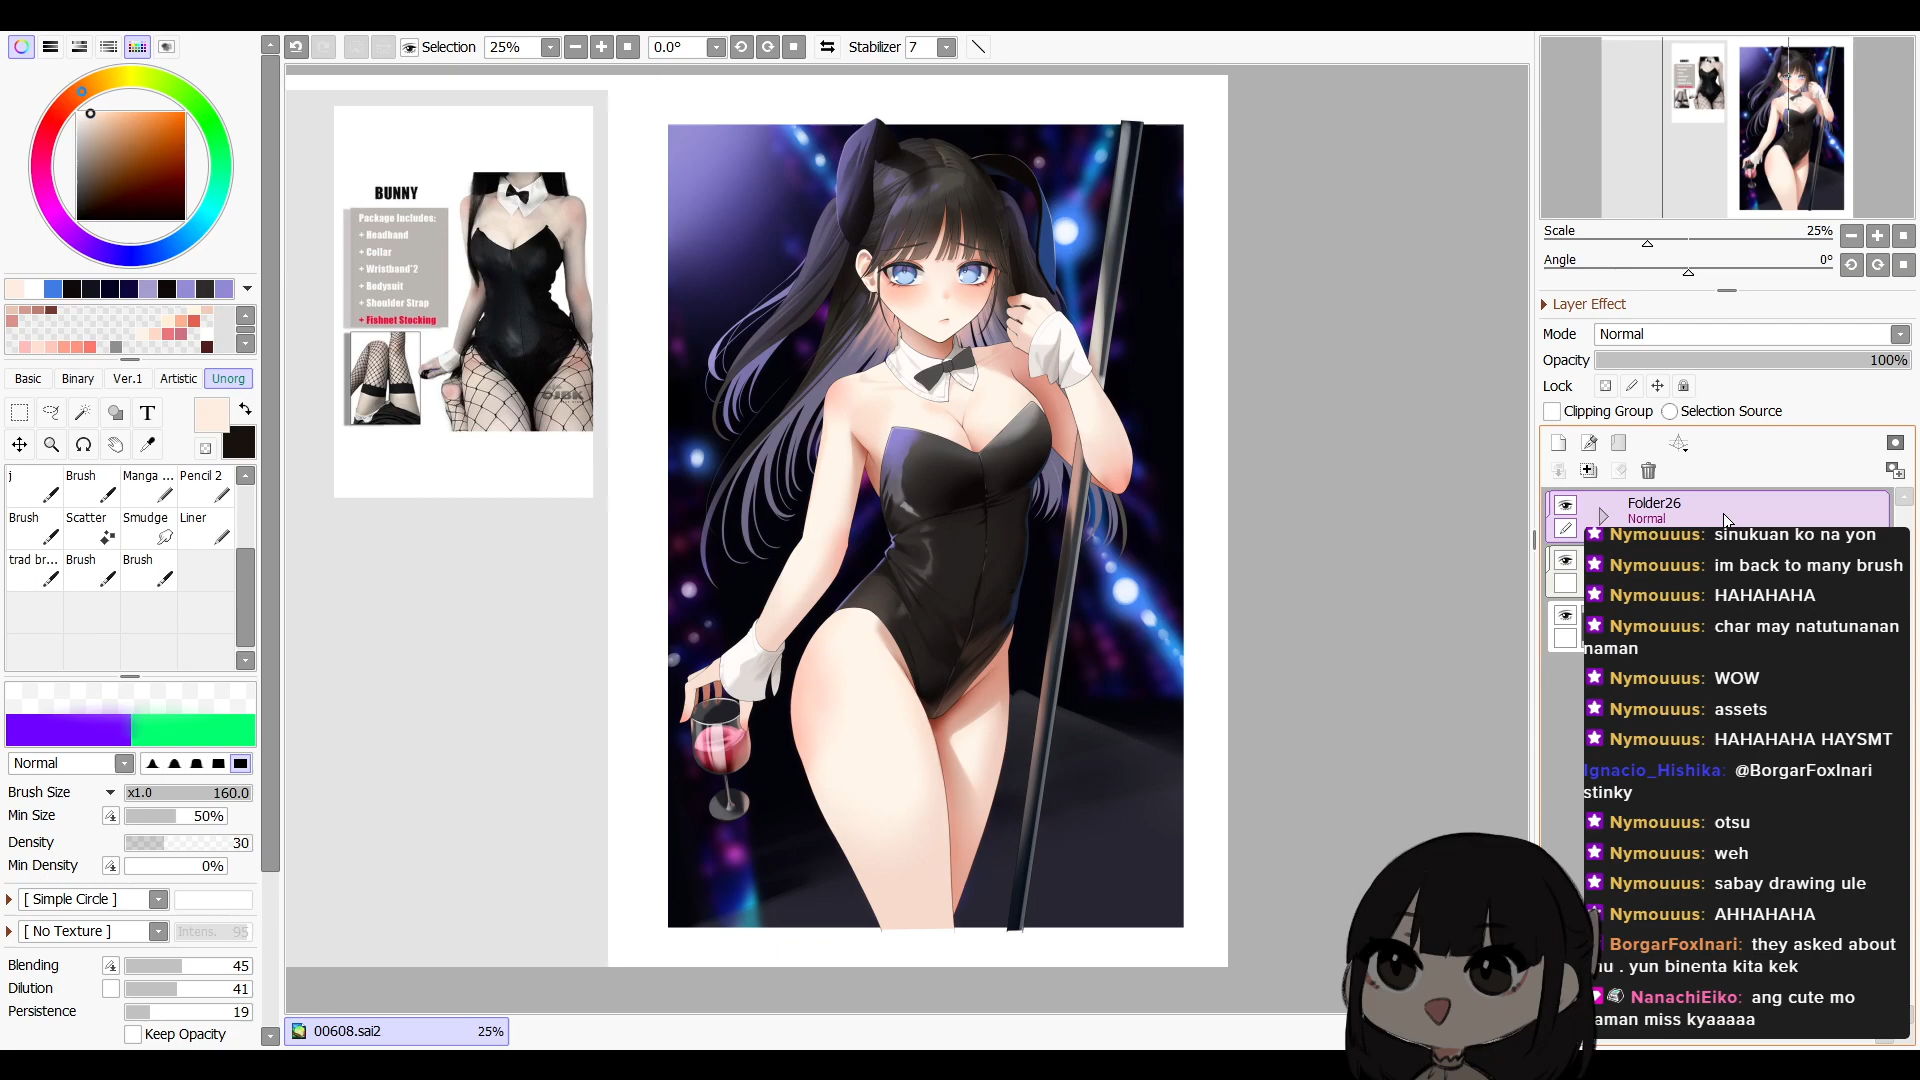 Selection 25% 0.0° Stabilizer 7
BUNNY
Package Includes:
+ Headband
+ Collar
+ Wristband*2
+ Bodysuit
+ Shoulder Strap
+ Fishnet Stocking
Basic Binary Ver.1 Artistic Unorg
T
j Brush Manga ... Pencil 2
Brush Scatter Smudge Liner
trad br... Brush Brush
Normal
Brush Size x1.0 160.0
Min Size 50%
Density 30
Min Density 0%
[ Simple Circle ]
[ No Texture ] Intens. 95
Blending 45
Dilution 41
Persistence 19
Keep Opacity
00608.sai2 25%
Scale 25%
Angle 0°
Layer Effect
Mode Normal
Opacity 100%
Lock
Clipping Group Selection Source
Folder26
Normal
Nymouuus: sinukuan ko na yon
Nymouuus: im back to many brush
Nymouuus: HAHAHAHA
Nymouuus: char may natutunanan
naman
Nymouuus: WOW
Nymouuus: assets
Nymouuus: HAHAHAHA HAYSMT
Ignacio_Hishika: @BorgarFoxInari
stinky
Nymouuus: otsu
Nymouuus: weh
Nymouuus: sabay drawing ule
Nymouuus: AHHAHAHA
BorgarFoxInari: they asked about
. yun binenta kita kek
NanachiEiko: ang cute mo
aman miss kyaaaaa